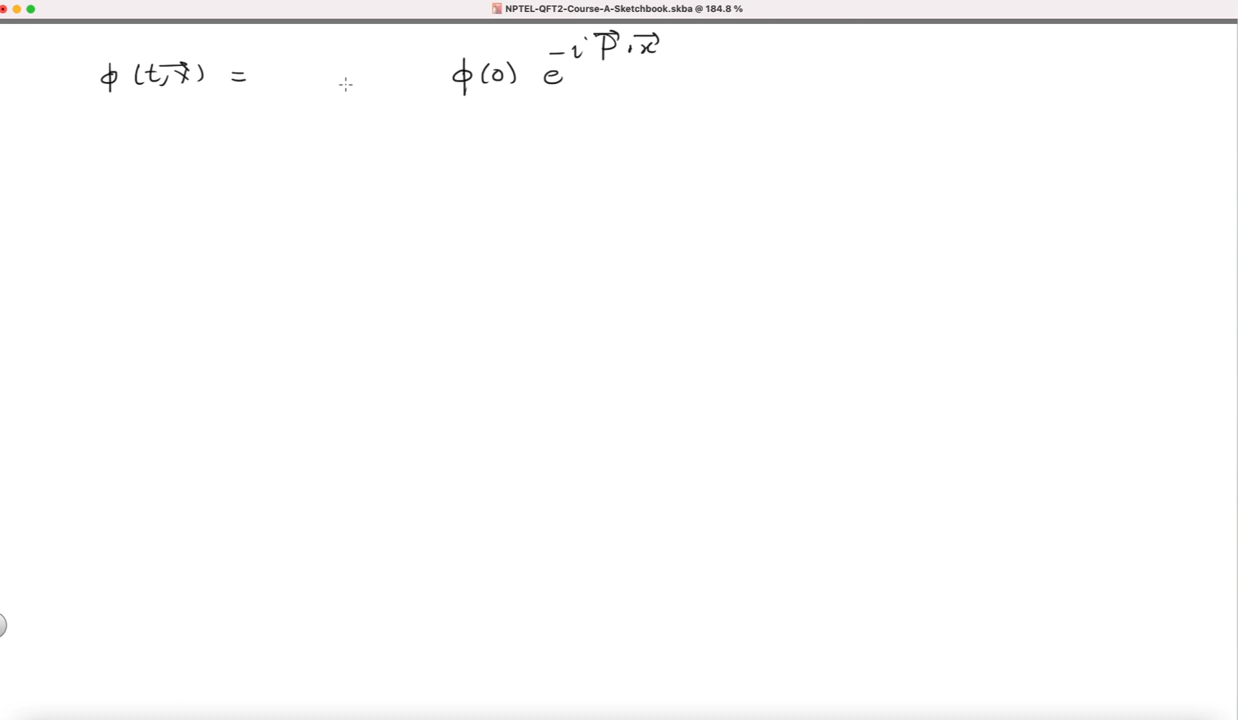 NPTEL-QFT2-Course-A-Sketchbook.skba @ 184.8 %
ϕ (t, x⃗) = ϕ(0) e^{-i P⃗ . x⃗}